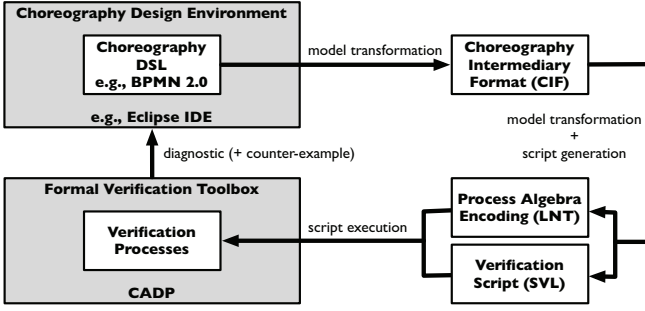 Choreography Design Environment
Choreography
DSL
e.g., BPMN 2.0
e.g., Eclipse IDE
model transformation
Choreography
Intermediary
Format (CIF)
model transformation
+
script generation
diagnostic (+ counter-example)
Formal Verification Toolbox
Verification
Processes
CADP
script execution
Process Algebra
Encoding (LNT)
Verification
Script (SVL)